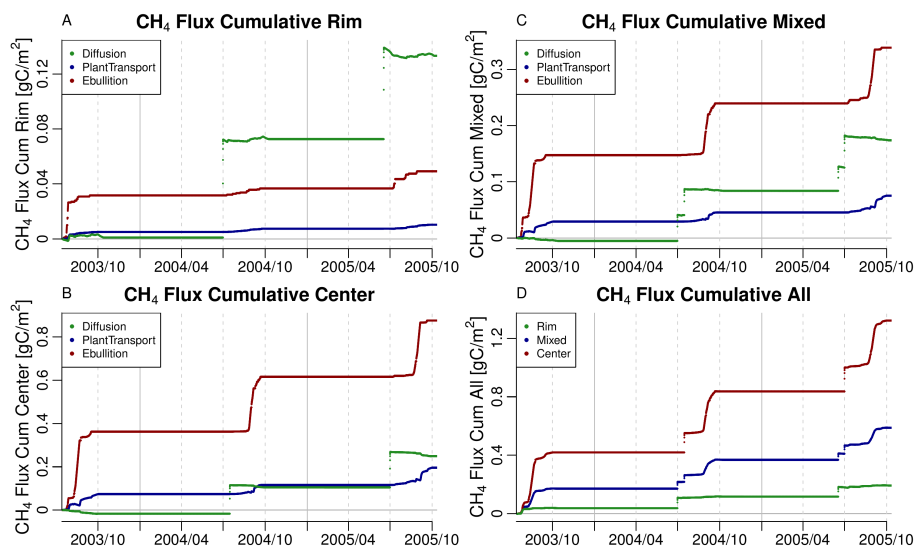 A
CH₄ Flux Cumulative Rim
CH₄ Flux Cum Rim [gC/m²]
0.12
0.08
0.04
0
Diffusion
PlantTransport
Ebullition
2003/10 2004/04 2004/10 2005/04 2005/10
C
CH₄ Flux Cumulative Mixed
CH₄ Flux Cum Mixed [gC/m²]
0.3
0.2
0.1
0
Diffusion
PlantTransport
Ebullition
2003/10 2004/04 2004/10 2005/04 2005/10
B
CH₄ Flux Cumulative Center
CH₄ Flux Cum Center [gC/m²]
0.8
0.6
0.4
0.2
0
Diffusion
PlantTransport
Ebullition
2003/10 2004/04 2004/10 2005/04 2005/10
D
CH₄ Flux Cumulative All
CH₄ Flux Cum All [gC/m²]
1.2
0.8
0.4
0
Rim
Mixed
Center
2003/10 2004/04 2004/10 2005/04 2005/10